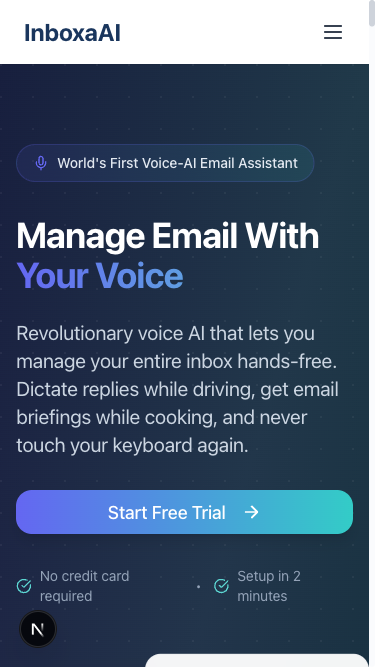 InboxaAI
World's First Voice-AI Email Assistant
Manage Email With
Your Voice
Revolutionary voice AI that lets you
manage your entire inbox hands-free.
Dictate replies while driving, get email
briefings while cooking, and never
touch your keyboard again.
Start Free Trial →
No credit card
required
•
Setup in 2
minutes
N